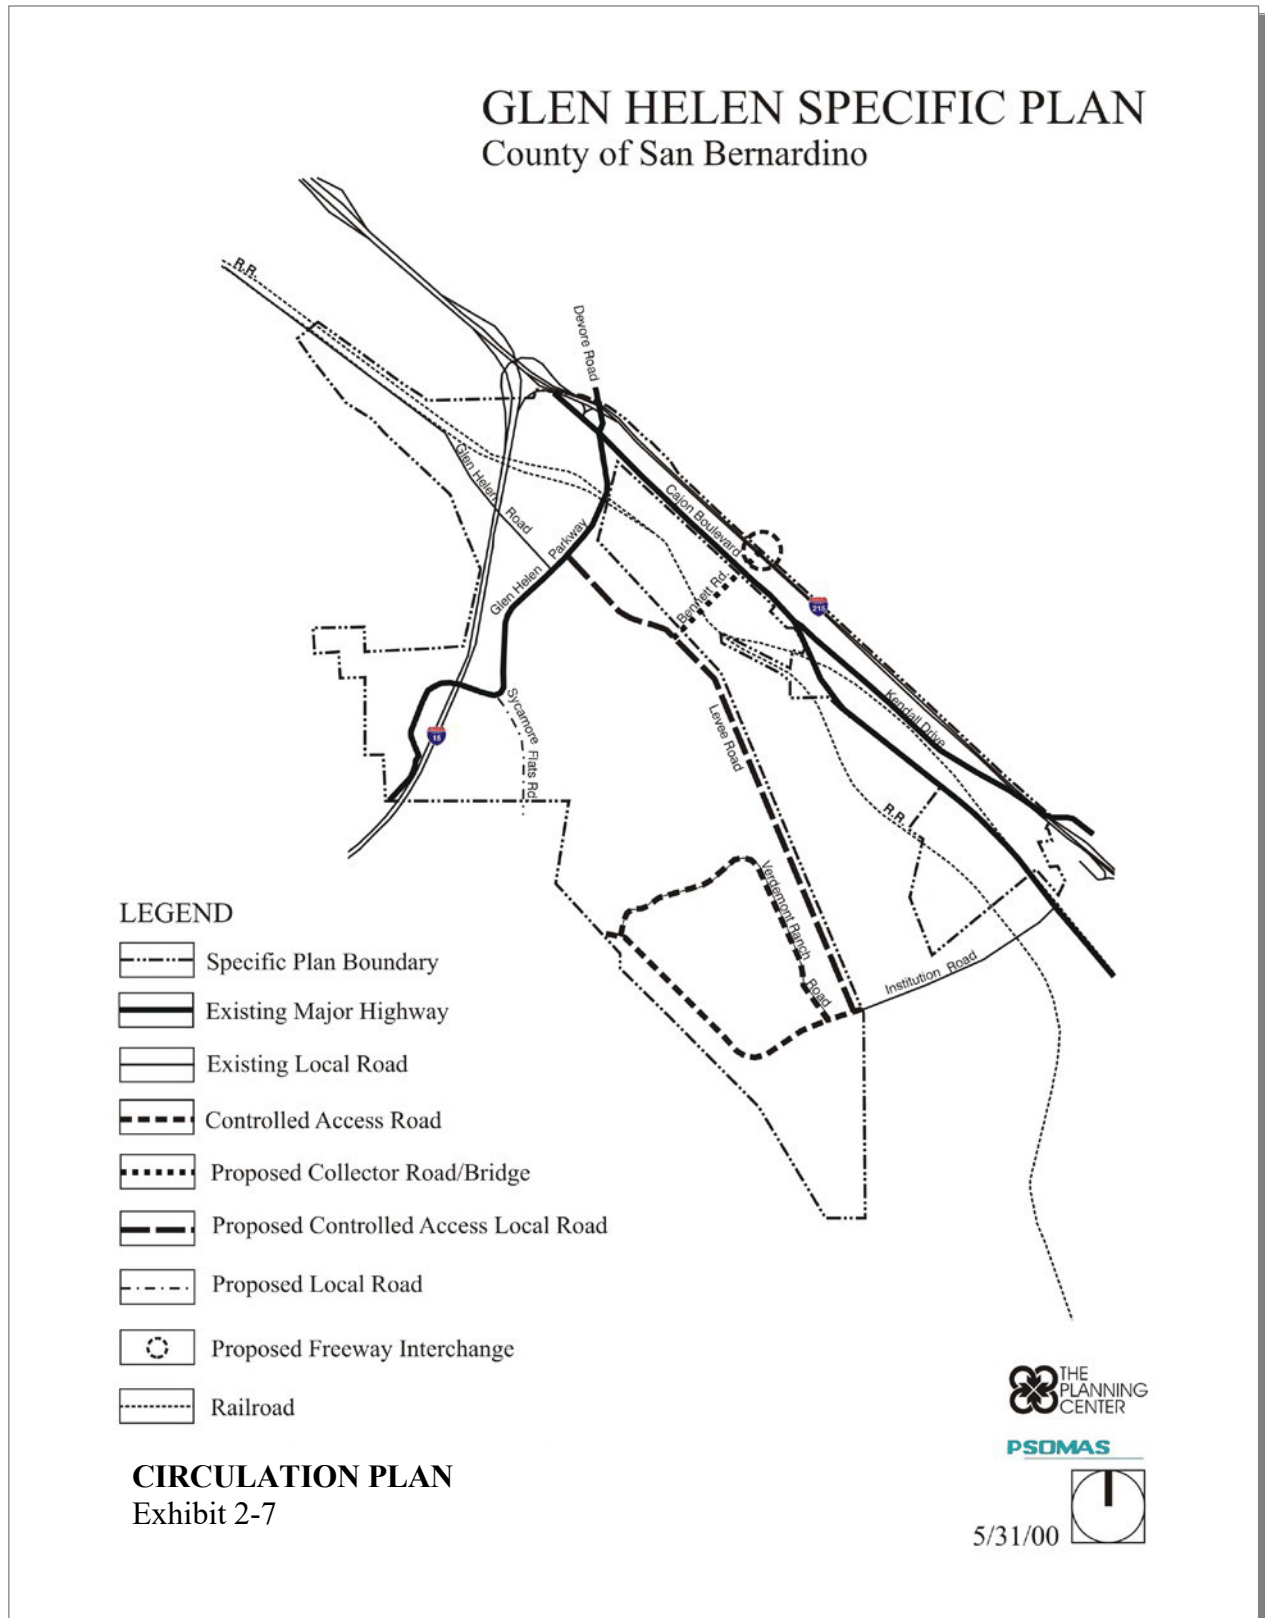 GLEN HELEN SPECIFIC PLAN
County of San Bernardino
R.R.
Devore Road
Glen Helen Road
Glen Helen Parkway
Cajon Boulevard
Bennett Rd.
215
Kendall Drive
Sycamore Flats Rd
15
Levee Road
R.R.
Verdemont Ranch Road
Institution Road
LEGEND
Specific Plan Boundary
Existing Major Highway
Existing Local Road
Controlled Access Road
Proposed Collector Road/Bridge
Proposed Controlled Access Local Road
Proposed Local Road
Proposed Freeway Interchange
Railroad
THE
PLANNING
CENTER
PSOMAS
CIRCULATION PLAN
Exhibit 2-7
5/31/00